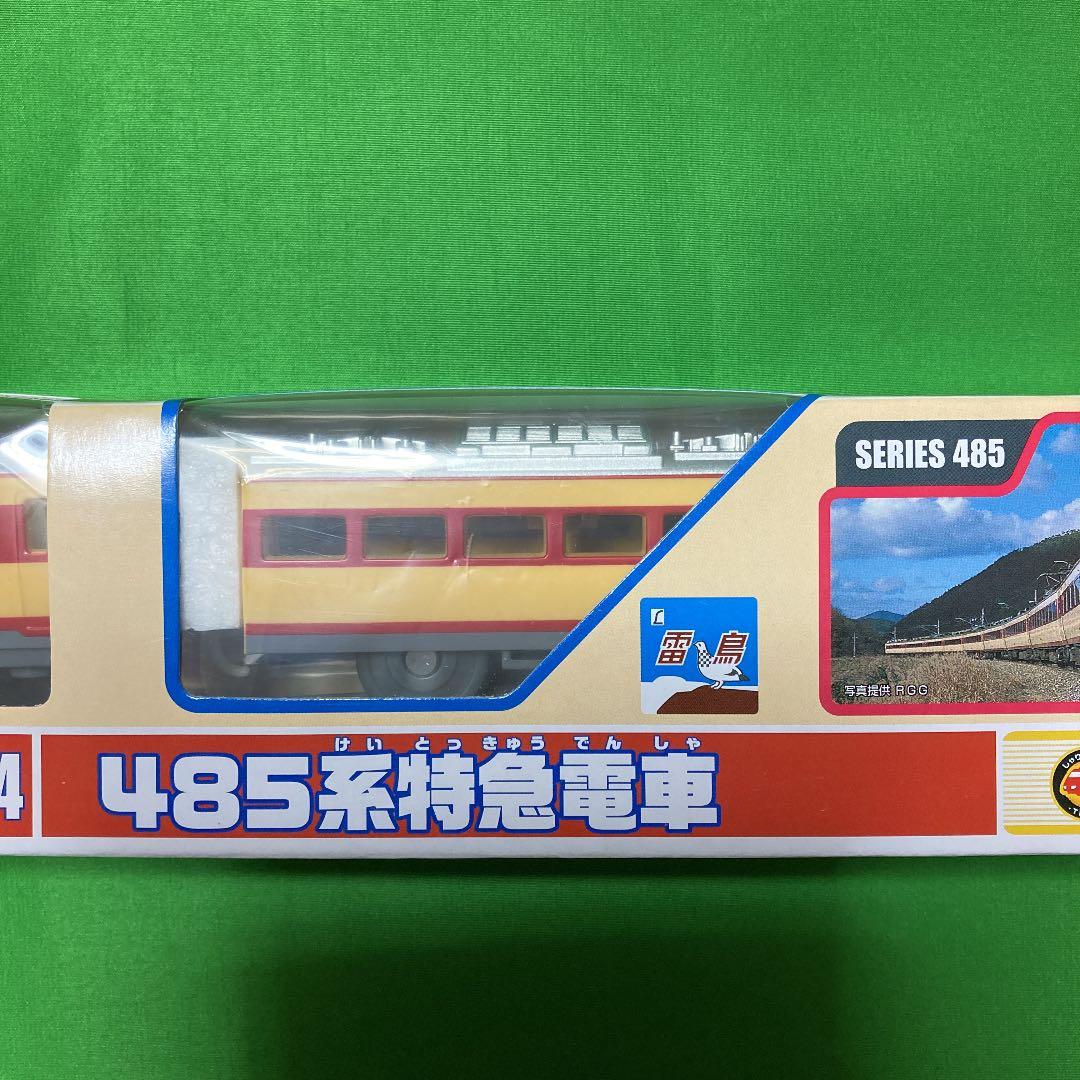 SERIES 485
L
雷鳥
写真提供 RGG
けい とっ きゅう でん しゃ
485系特急電車
4